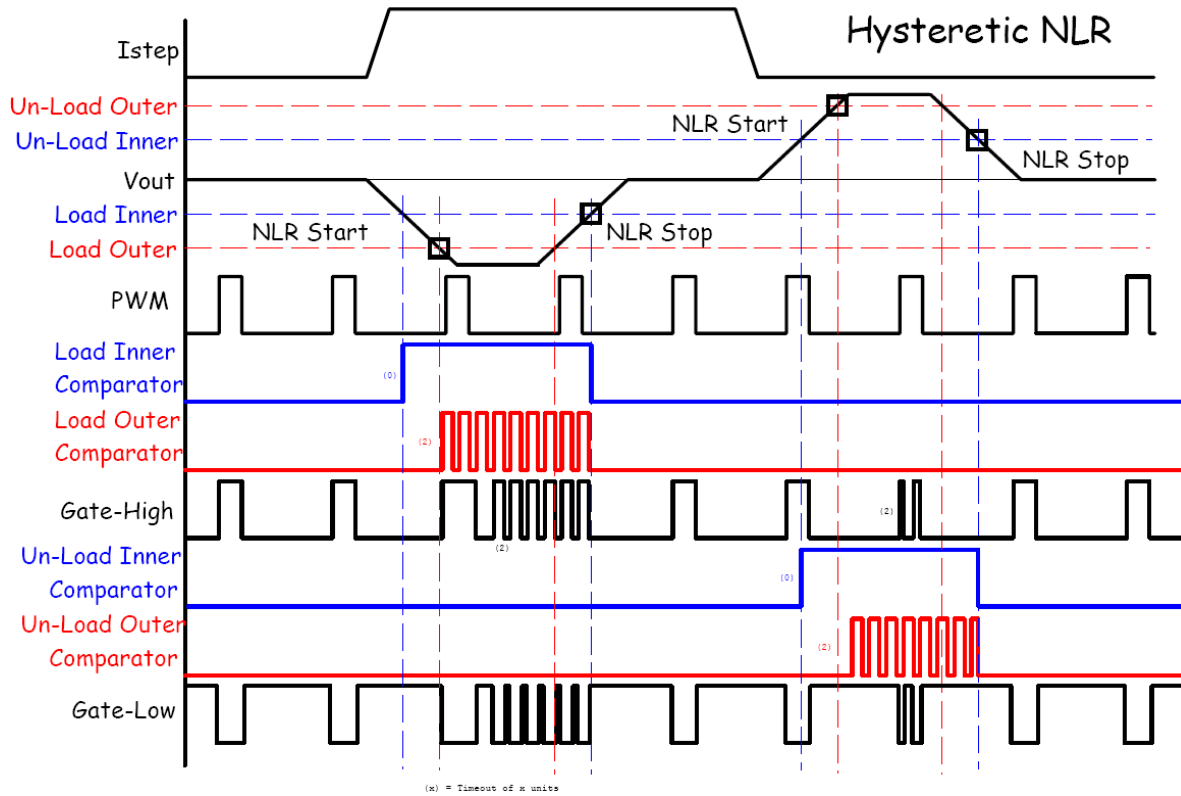 Hysteretic NLR
Istep
Un-Load Outer
Un-Load Inner
NLR Start
NLR Stop
Vout
Load Inner
NLR Start
NLR Stop
Load Outer
PWM
Load Inner
Comparator
(0)
Load Outer
Comparator
(2)
Gate-High
(2)
(2)
Un-Load Inner
Comparator
(0)
Un-Load Outer
Comparator
(2)
Gate-Low
(x) = Timeout of x units